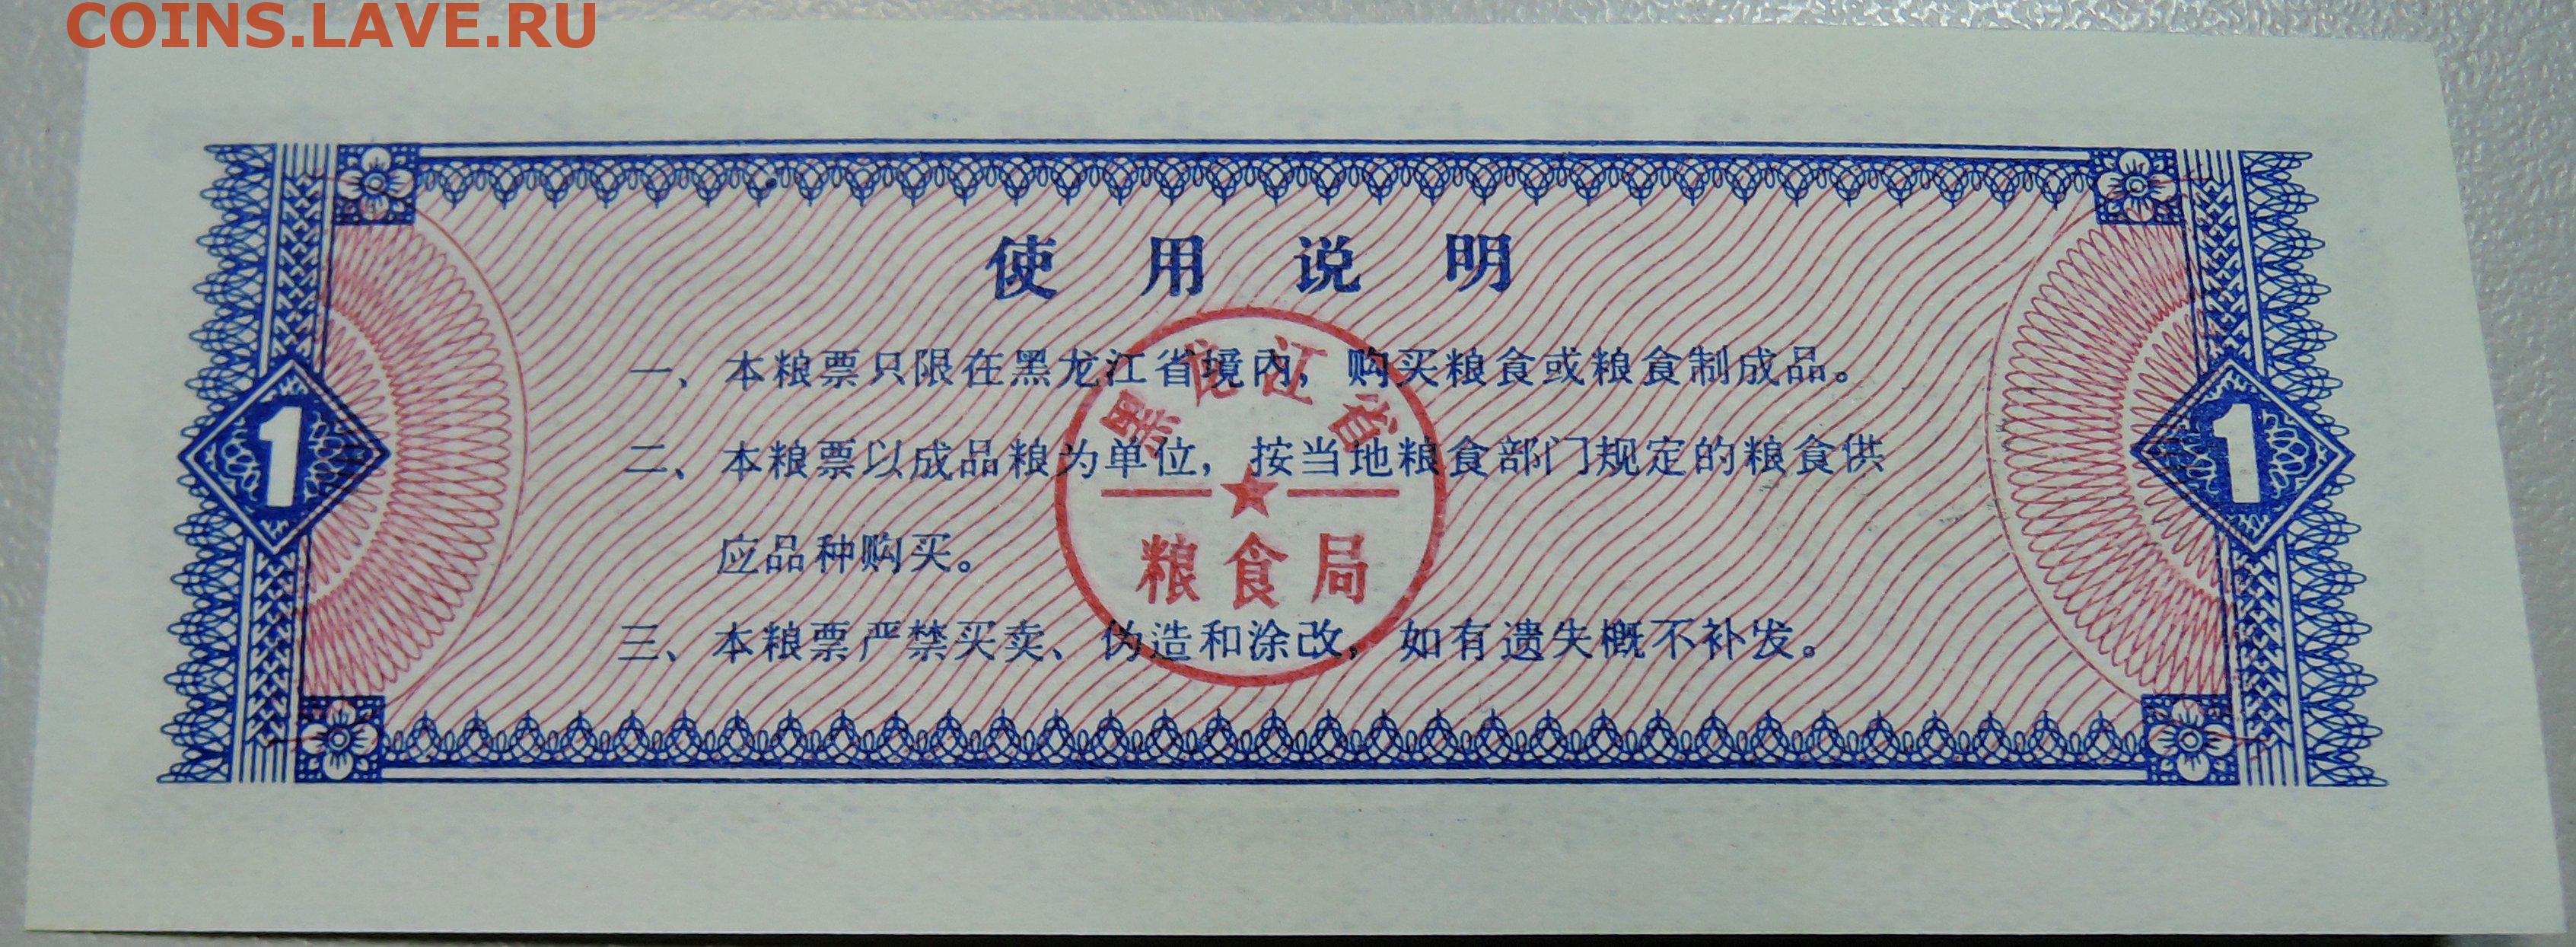 COINS.LAVE.RU
使用说明
一、本粮票只限在黑龙江省境内，购买粮食或粮食制成品。
1
1
黑龙江省
二、本粮票以成品粮为单位，按当地粮食部门规定的粮食供
应品种购买。
粮食局
三、本粮票严禁买卖、伪造和涂改，如有遗失概不补发。